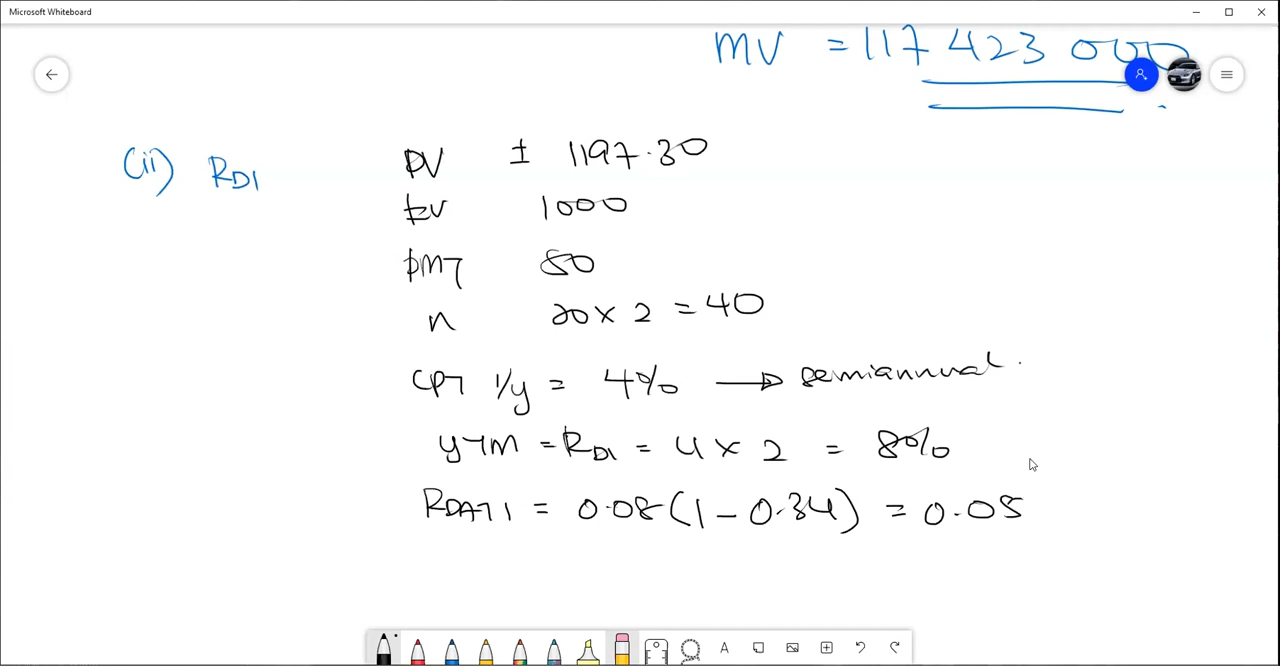 Microsoft Whiteboard
MV = 117 423 000
(ii) RD1
PV ± 1197.30
FV 1000
PMT 80
n 20 x 2 = 40
CPT I/y = 4% → semiannual.
YTM = RD1 = 4 x 2 = 8%
RDAT1 = 0.08(1 - 0.34) = 0.05